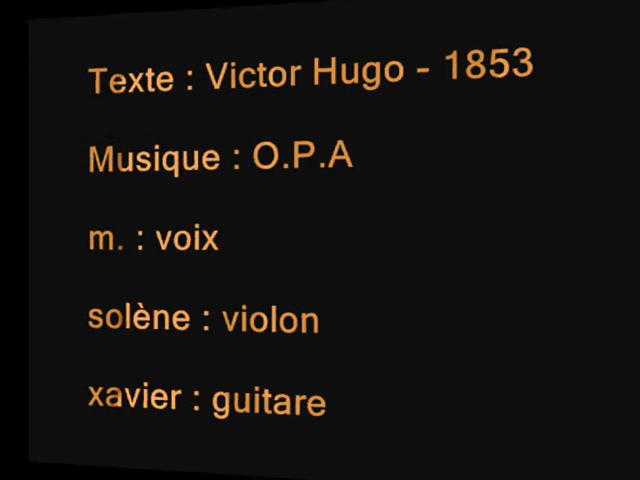 Texte : Victor Hugo - 1853
Musique : O.P.A
m. : voix
solène : violon
xavier : guitare